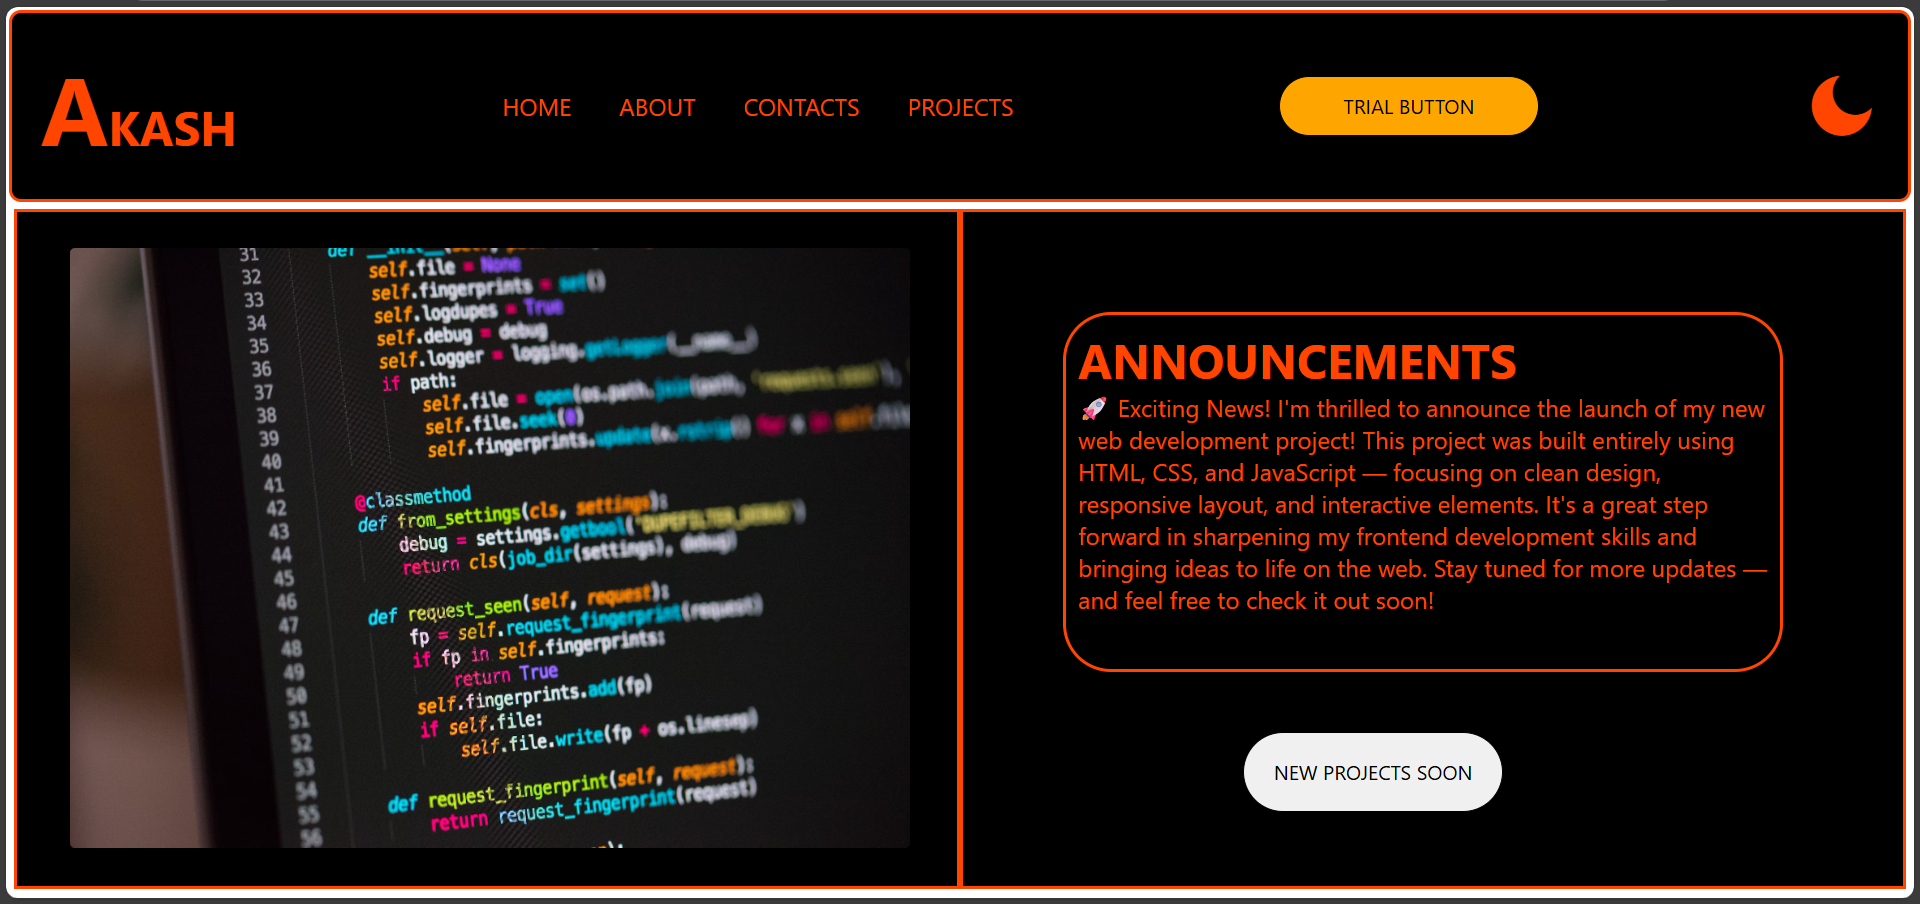 AKASH
HOME ABOUT CONTACTS PROJECTS
TRIAL BUTTON
31 def __init__(self,
32 self.file = None
33 self.fingerprints = set()
34 self.logdupes = True
35 self.debug = debug
36 self.logger = logging.getLogger(__name__)
37 if path:
38 self.file = open(os.path.join(path, 'requests.seen'),
39 self.file.seek(0)
40 self.fingerprints.update(x.rstrip() for x in self.file
41
42 @classmethod
43 def from_settings(cls, settings):
44 debug = settings.getbool('DUPEFILTER_DEBUG')
45 return cls(job_dir(settings), debug)
46
47 def request_seen(self, request):
48 fp = self.request_fingerprint(request)
49 if fp in self.fingerprints:
50 return True
51 self.fingerprints.add(fp)
52 if self.file:
53 self.file.write(fp + os.linesep)
54
55 def request_fingerprint(self, request):
56 return request_fingerprint(request)
ANNOUNCEMENTS
🚀 Exciting News! I'm thrilled to announce the launch of my new
web development project! This project was built entirely using
HTML, CSS, and JavaScript — focusing on clean design,
responsive layout, and interactive elements. It's a great step
forward in sharpening my frontend development skills and
bringing ideas to life on the web. Stay tuned for more updates —
and feel free to check it out soon!
NEW PROJECTS SOON